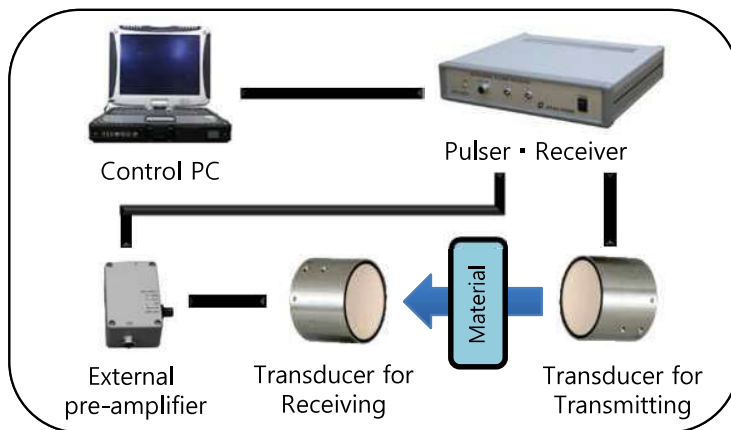 Control PC
Pulser · Receiver
Material
External
pre-amplifier
Transducer for
Receiving
Transducer for
Transmitting